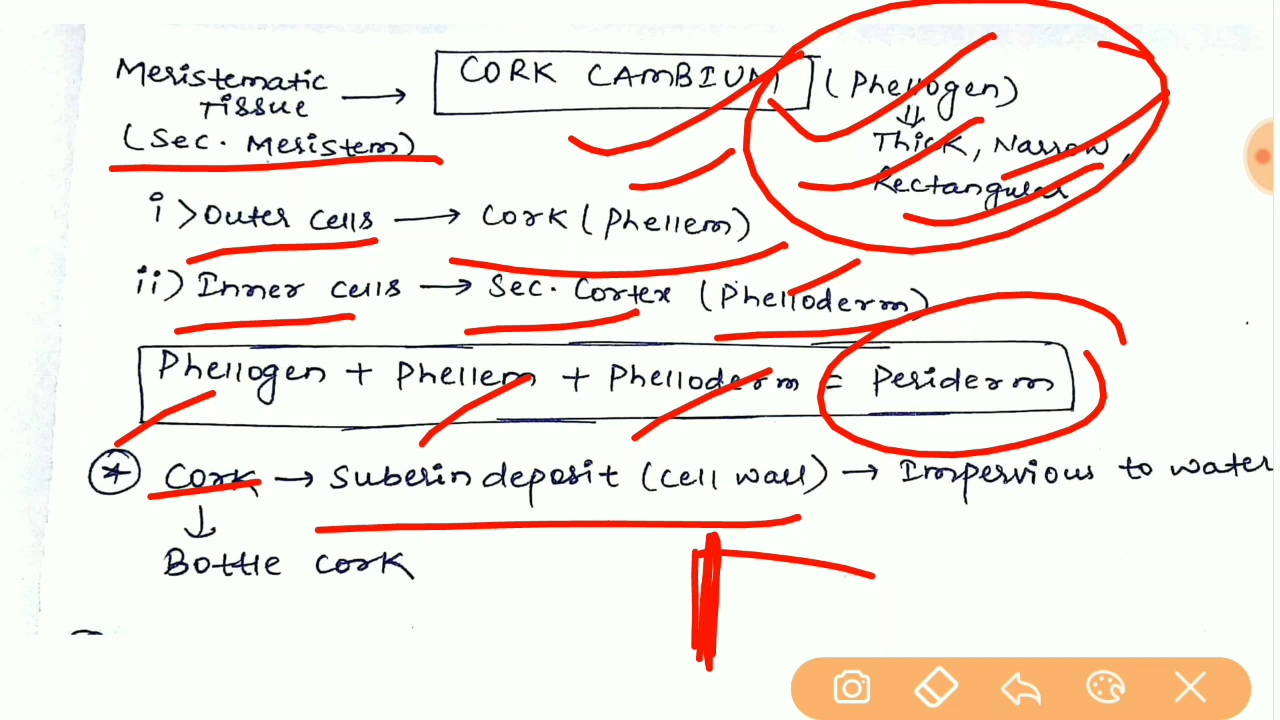 Meristematic Tissue → CORK CAMBIUM (Phellogen)
(Sec. Meristem)
⇓
Thick, Narrow,
Rectangular
i > Outer cells → Cork (Phellem)
ii) Inner cells → Sec. Cortex (Phelloderm)
Phellogen + Phellem + Phelloderm = Periderm
* Cork → Suberin deposit (cell wall) → Impervious to water
↓
Bottle cork